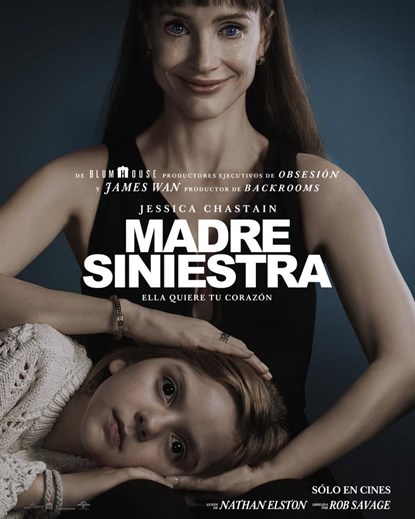 DE BLUMHOUSE PRODUCTORES EJECUTIVOS DE OBSESIÓN
Y JAMES WAN PRODUCTOR DE BACKROOMS
JESSICA CHASTAIN
MADRE
SINIESTRA
ELLA QUIERE TU CORAZÓN
SÓLO EN CINES
NATHAN ELSTON ROB SAVAGE